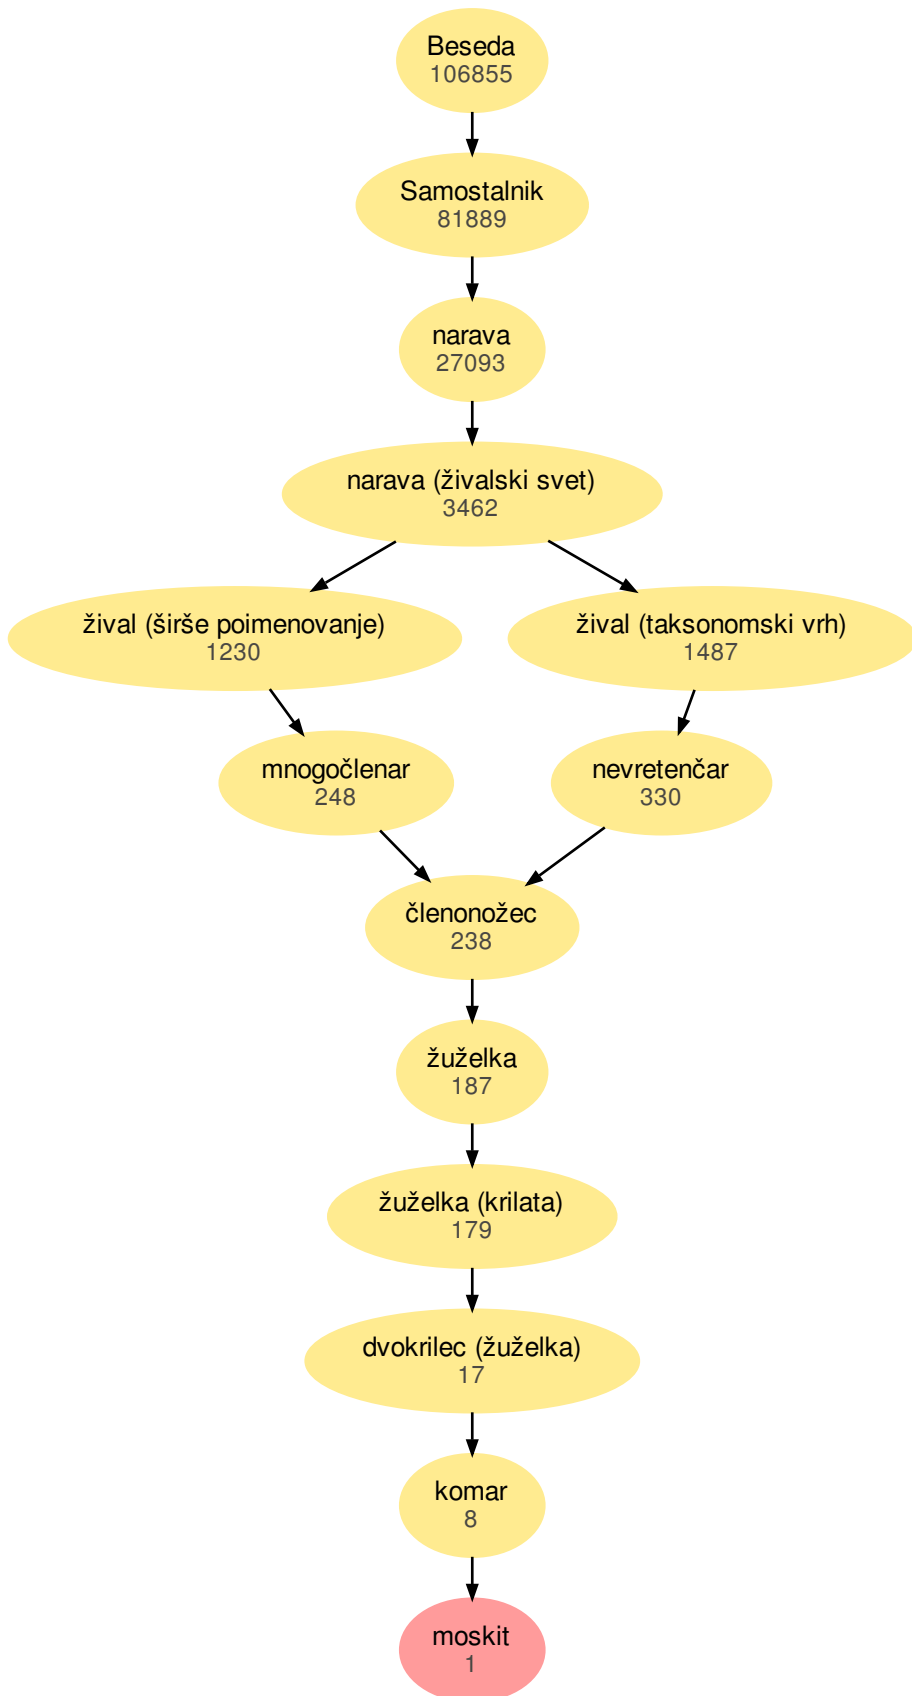 Beseda
106855
Samostalnik
81889
narava
27093
narava (živalski svet)
3462
žival (širše poimenovanje)
1230
žival (taksonomski vrh)
1487
mnogočlenar
248
nevretenčar
330
členonožec
238
žuželka
187
žuželka (krilata)
179
dvokrilec (žuželka)
17
komar
8
moskit
1